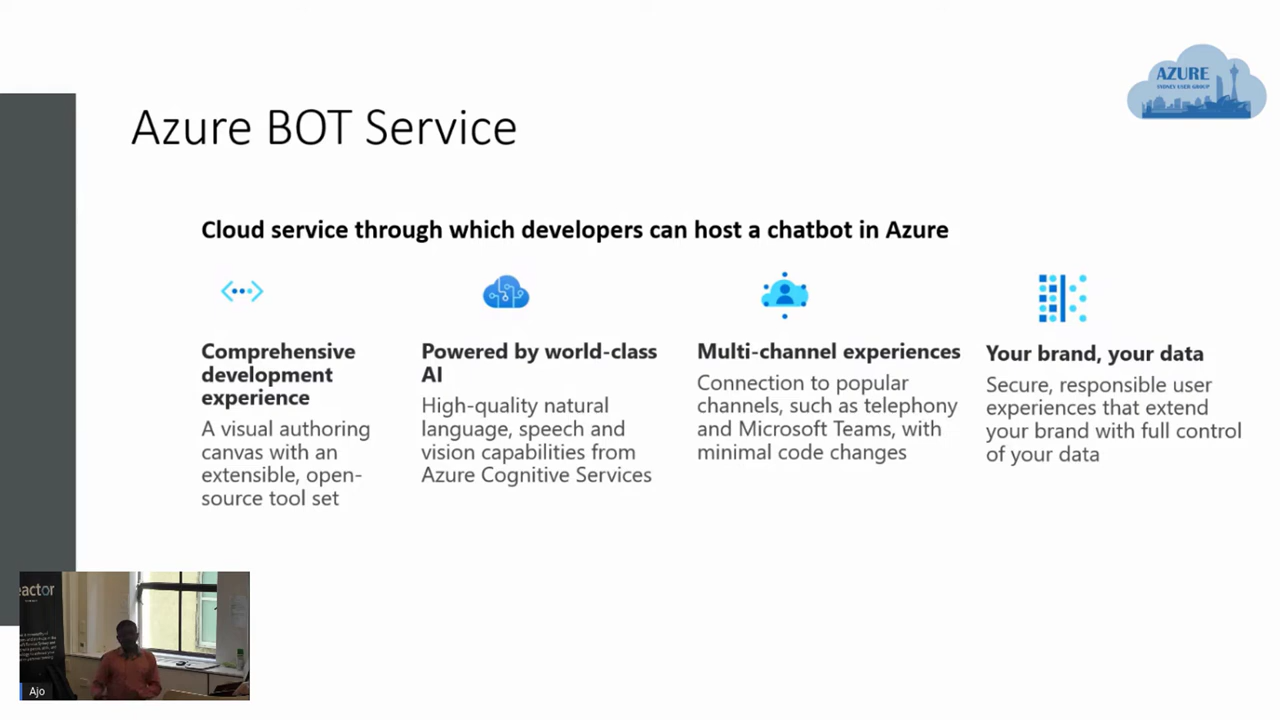 AZURE
SYDNEY USER GROUP
Azure BOT Service
Cloud service through which developers can host a chatbot in Azure
Comprehensive
development
experience
A visual authoring
canvas with an
extensible, open-
source tool set
Powered by world-class
AI
High-quality natural
language, speech and
vision capabilities from
Azure Cognitive Services
Multi-channel experiences
Connection to popular
channels, such as telephony
and Microsoft Teams, with
minimal code changes
Your brand, your data
Secure, responsible user
experiences that extend
your brand with full control
of your data
eactor
Ajo